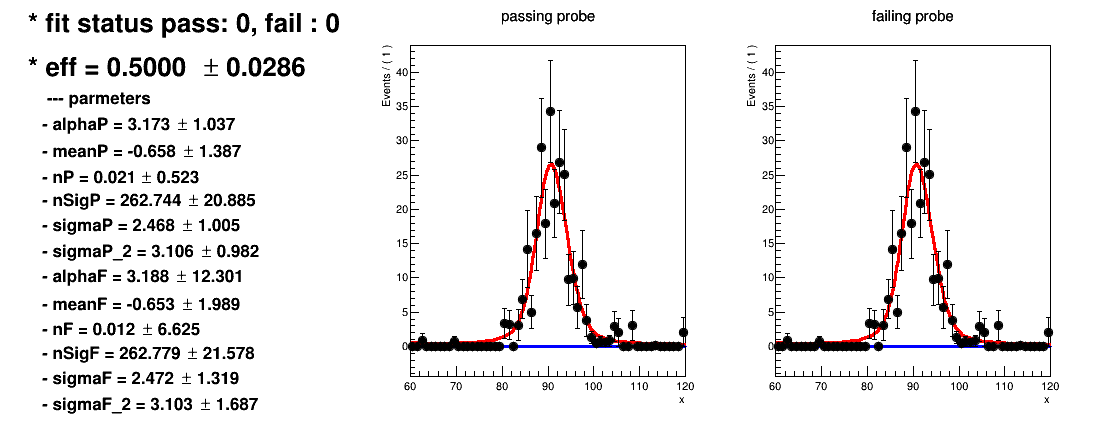 * fit status pass: 0, fail : 0
* eff = 0.5000 ± 0.0286
--- parmeters
- alphaP = 3.173 ± 1.037
- meanP = -0.658 ± 1.387
- nP = 0.021 ± 0.523
- nSigP = 262.744 ± 20.885
- sigmaP = 2.468 ± 1.005
- sigmaP_2 = 3.106 ± 0.982
- alphaF = 3.188 ± 12.301
- meanF = -0.653 ± 1.989
- nF = 0.012 ± 6.625
- nSigF = 262.779 ± 21.578
- sigmaF = 2.472 ± 1.319
- sigmaF_2 = 3.103 ± 1.687
passing probe
Events / ( 1 )
40
35
30
25
20
15
10
5
0
60 70 80 90 100 110 120
x
failing probe
Events / ( 1 )
40
35
30
25
20
15
10
5
0
60 70 80 90 100 110 120
x